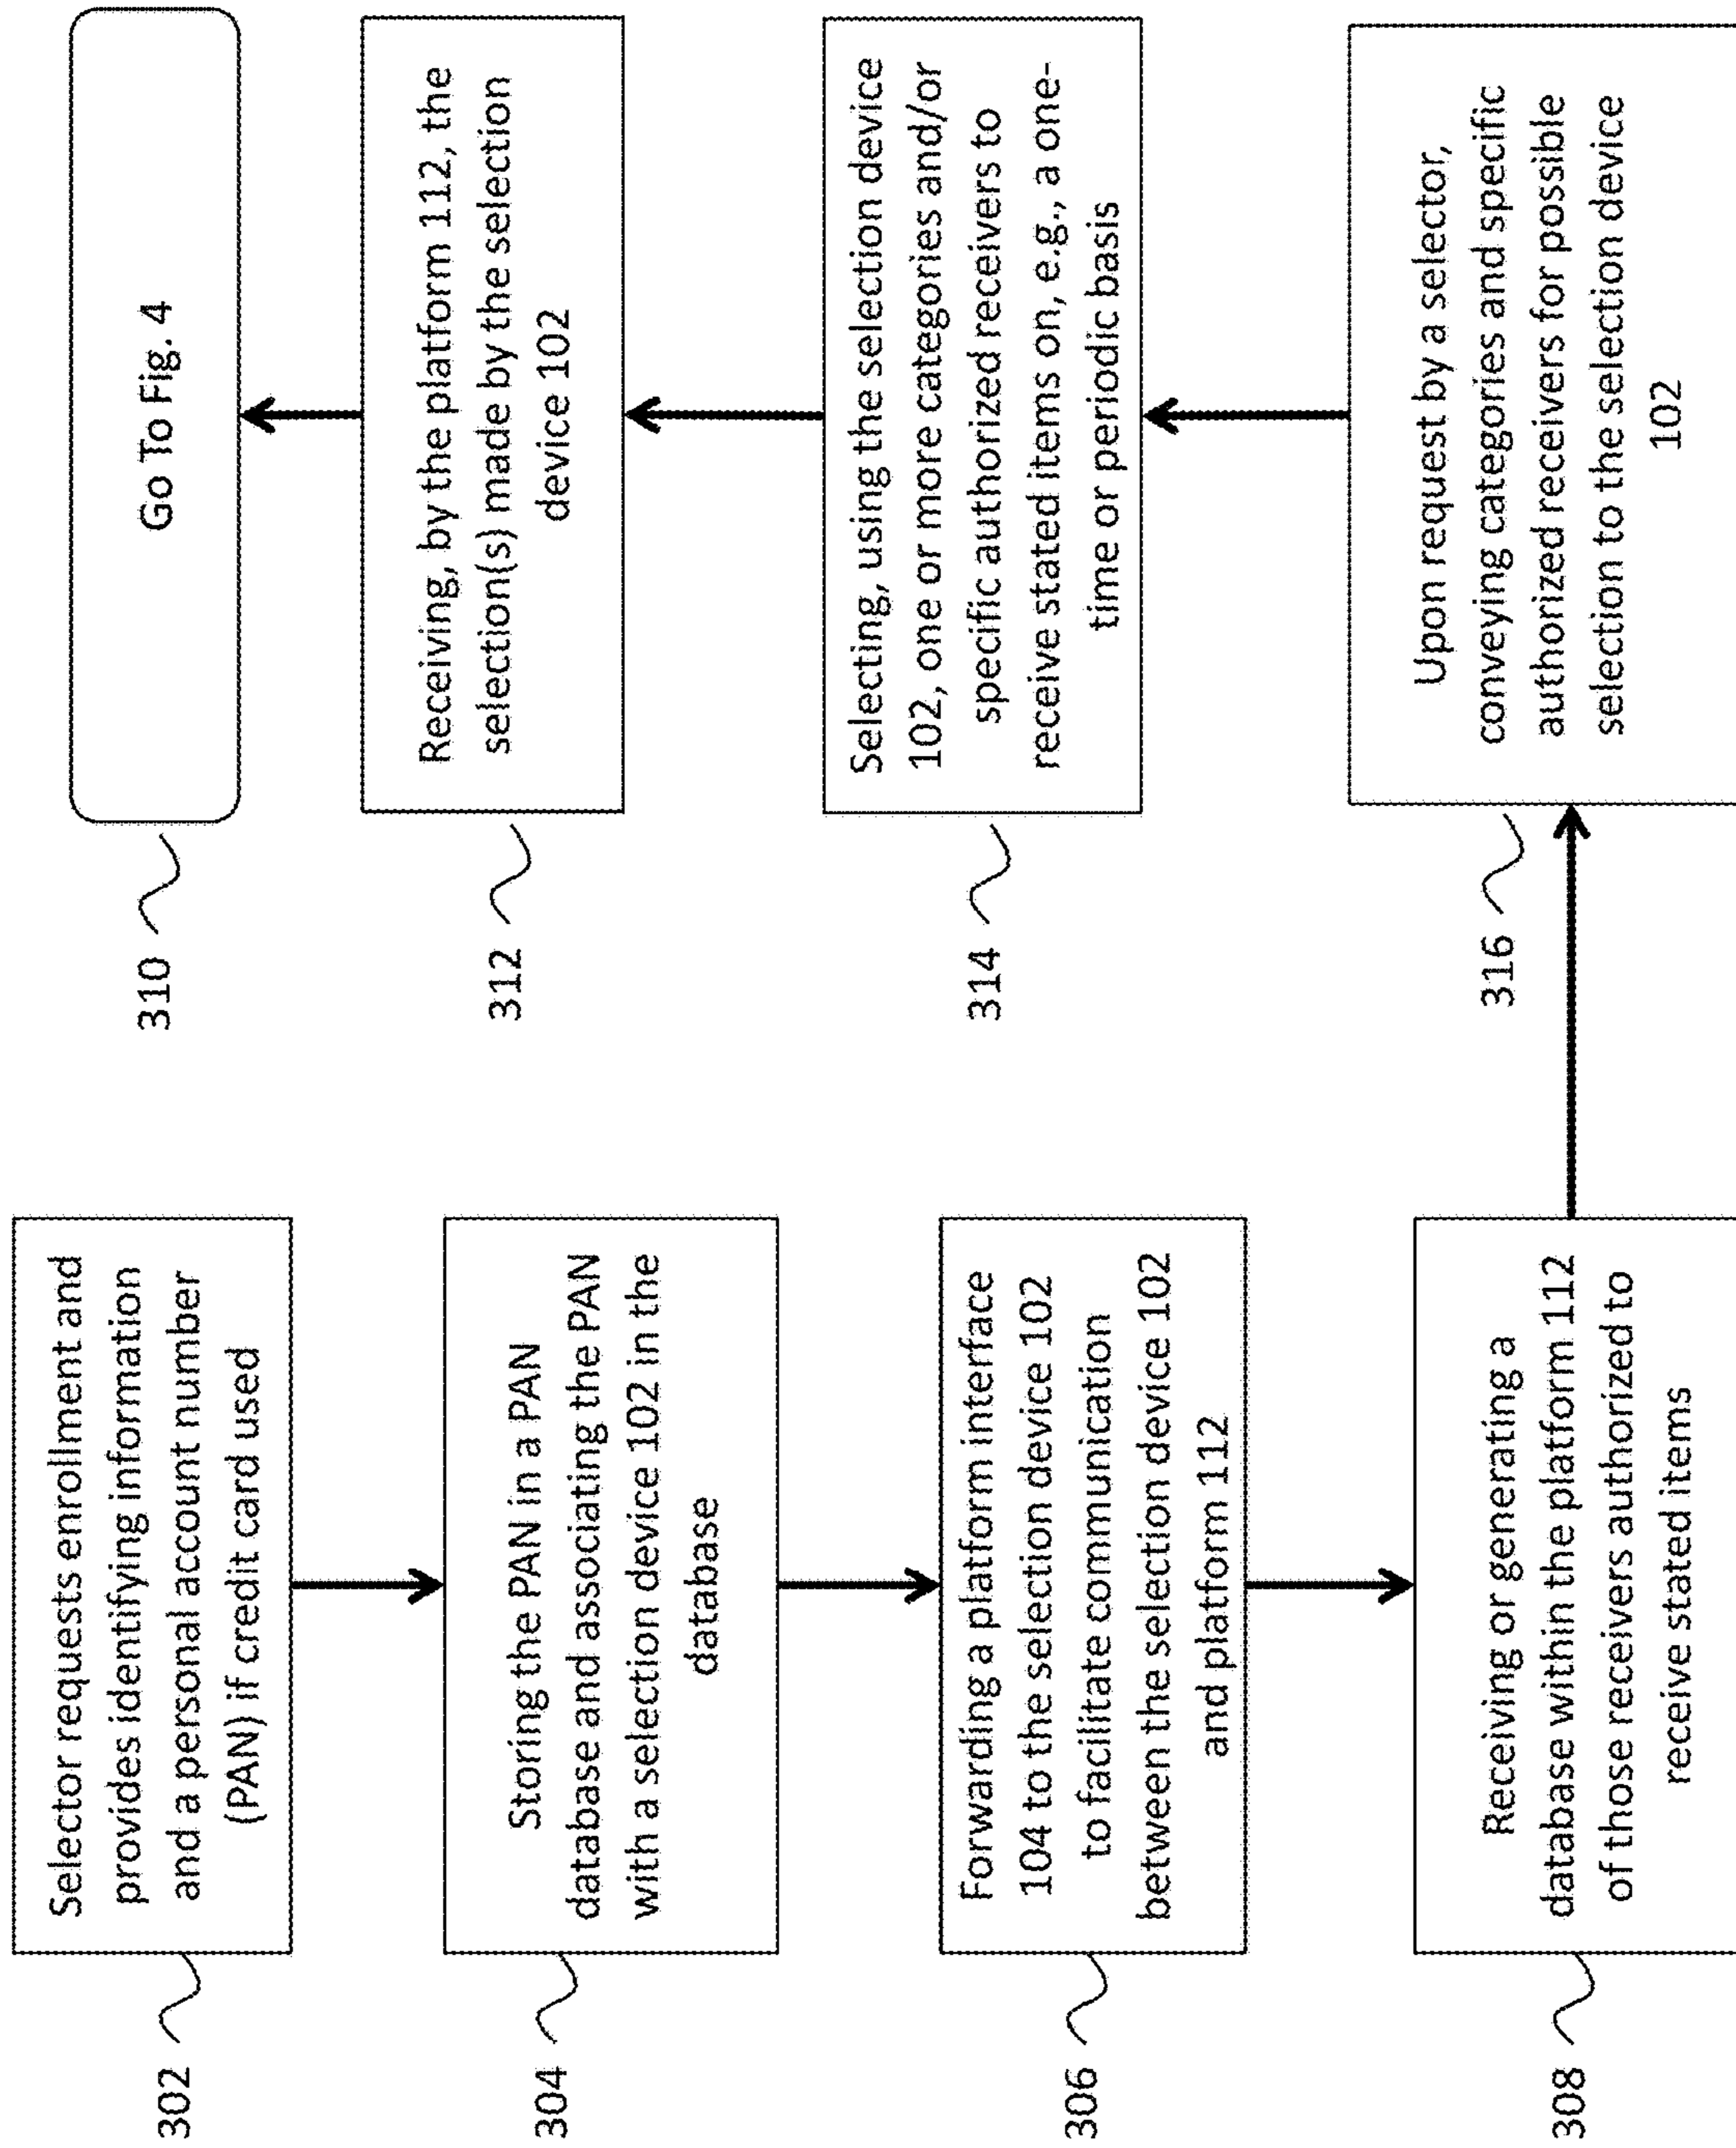 302
Selector requests enrollment and
provides identifying information
and a personal account number
(PAN) if credit card used
304
Storing the PAN in a PAN
database and associating the PAN
with a selection device 102 in the
database
306
Forwarding a platform interface
104 to the selection device 102
to facilitate communication
between the selection device 102
and platform 112
308
Receiving or generating a
database within the platform 112
of those receivers authorized to
receive stated items
316
Upon request by a selector,
conveying categories and specific
authorized receivers for possible
selection to the selection device
102
314
Selecting, using the selection device
102, one or more categories and/or
specific authorized receivers to
receive stated items on, e.g., a one-
time or periodic basis
312
Receiving, by the platform 112, the
selection(s) made by the selection
device 102
310
Go To Fig. 4